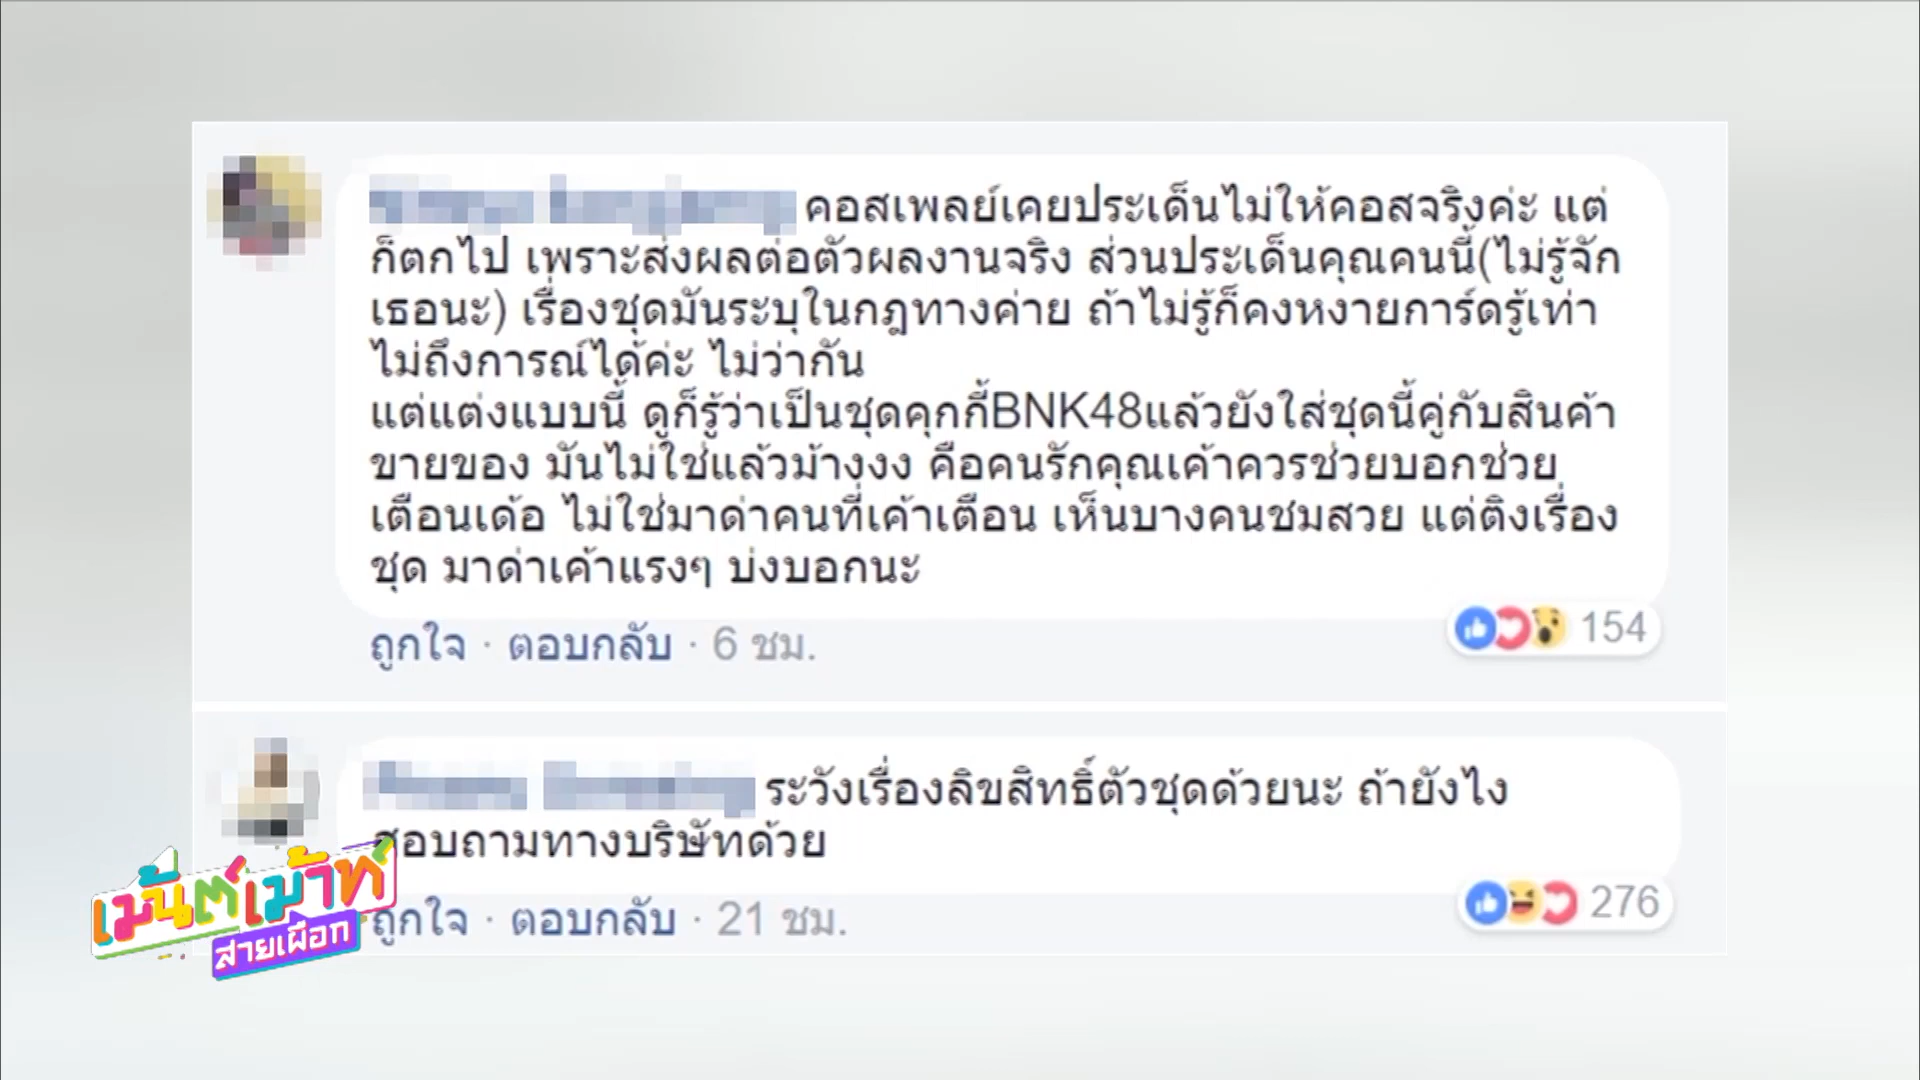 คอสเพลย์เคยประเด็นไม่ให้คอสจริงค่ะ แต่
ก็ตกไป เพราะส่งผลต่อตัวผลงานจริง ส่วนประเด็นคุณคนนี้(ไม่รู้จัก
เธอนะ) เรื่องชุดมันระบุในกฎทางค่าย ถ้าไม่รู้ก็คงหงายการ์ดรู้เท่า
ไม่ถึงการณ์ได้ค่ะ ไม่ว่ากัน
แต่แต่งแบบนี้ ดูก็รู้ว่าเป็นชุดคุกกี้BNK48แล้วยังใส่ชุดนี้คู่กับสินค้า
ขายของ มันไม่ใช่แล้วม้างงง คือคนรักคุณเค้าควรช่วยบอกช่วย
เตือนเด้อ ไม่ใช่มาด่าคนที่เค้าเตือน เห็นบางคนชมสวย แต่ติงเรื่อง
ชุด มาด่าเค้าแรงๆ บ่งบอกนะ
ถูกใจ · ตอบกลับ · 6 ชม.
154
ระวังเรื่องลิขสิทธิ์ตัวชุดด้วยนะ ถ้ายังไง
สอบถามทางบริษัทด้วย
ถูกใจ · ตอบกลับ · 21 ชม.
276
เม้นต์เม้าท์
สายเผือก